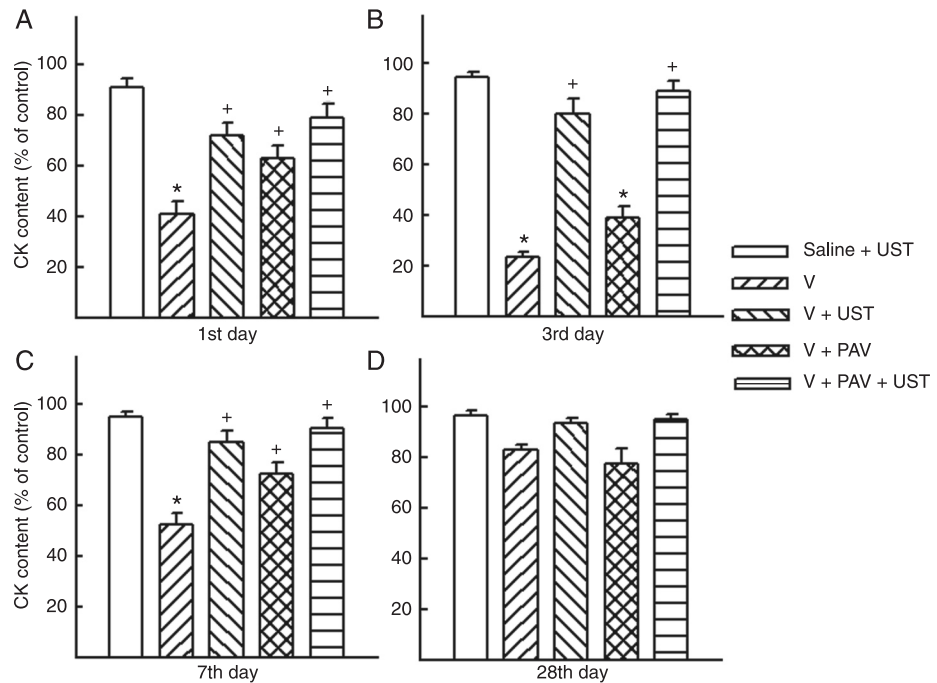 A
CK content (% of control)
100
80
60
40
20
*
+
+
+
1st day
B
100
80
60
40
20
*
+
*
+
3rd day
C
CK content (% of control)
100
80
60
40
20
*
+
+
+
7th day
D
100
80
60
40
20
28th day
Saline + UST
V
V + UST
V + PAV
V + PAV + UST